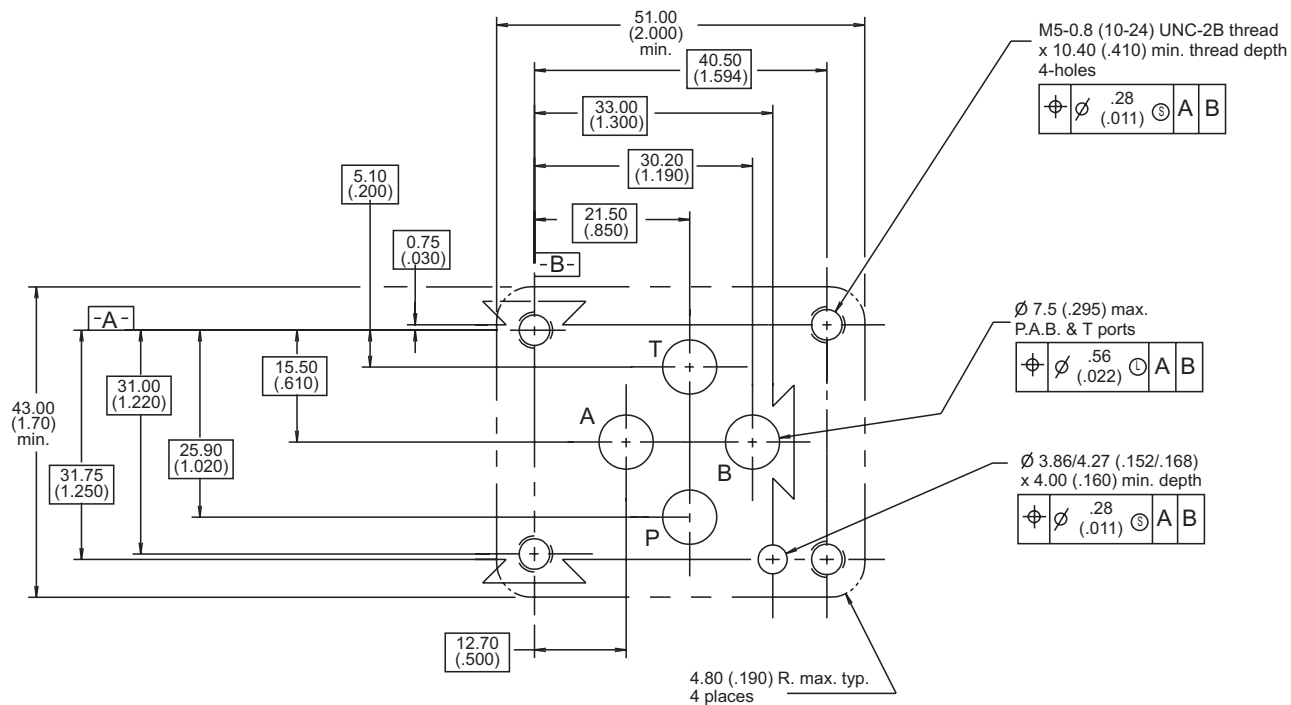 51.00
(2.000)
min.
40.50
(1.594)
33.00
(1.300)
30.20
(1.190)
21.50
(.850)
5.10
(.200)
0.75
(.030)
-B-
-A-
M5-0.8 (10-24) UNC-2B thread
x 10.40 (.410) min. thread depth
4-holes
⌖ Ø .28 (.011) Ⓢ A B
Ø 7.5 (.295) max.
P.A.B. & T ports
⌖ Ø .56 (.022) Ⓛ A B
Ø 3.86/4.27 (.152/.168)
x 4.00 (.160) min. depth
⌖ Ø .28 (.011) Ⓢ A B
T
A
B
P
15.50
(.610)
31.00
(1.220)
43.00
(1.70)
min.
25.90
(1.020)
31.75
(1.250)
12.70
(.500)
4.80 (.190) R. max. typ.
4 places